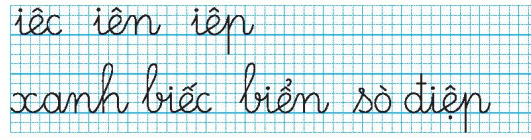 iêc iên iêp
xanh biếc biển sò điệp